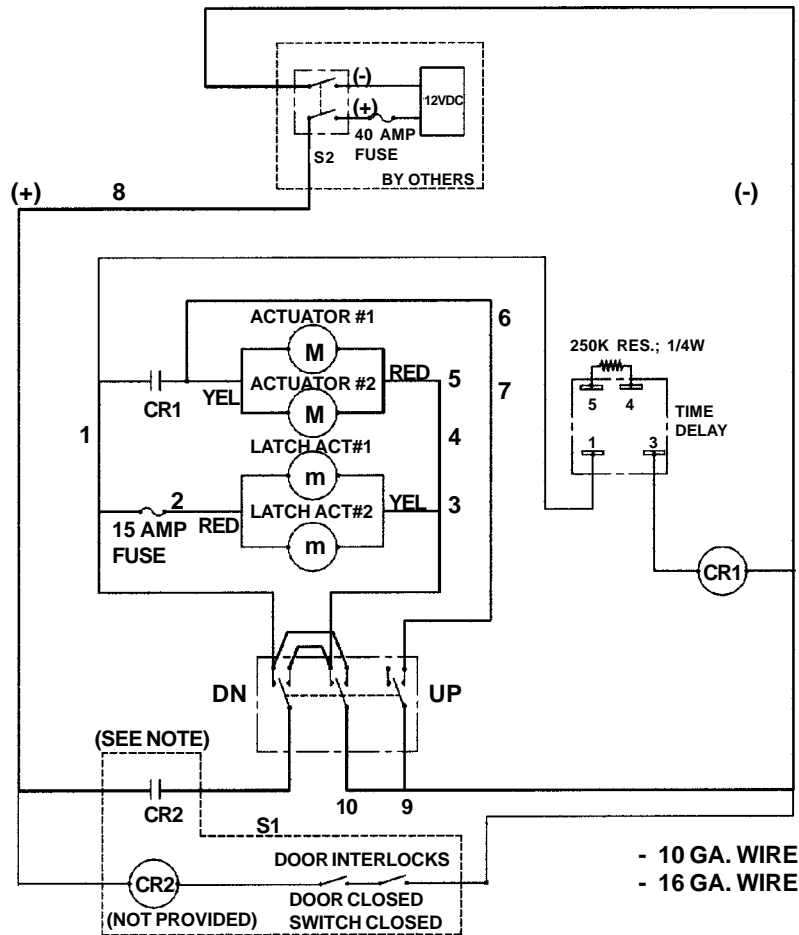 (-)
12VDC
(+)
40 AMP
FUSE
S2
BY OTHERS
(+)
8
(-)
ACTUATOR #1
M
6
250K RES.; 1/4W
RED
5
7
ACTUATOR #2
YEL
M
CR1
5
4
TIME
DELAY
1
4
1
3
LATCH ACT#1
m
2
YEL
3
RED
LATCH ACT#2
15 AMP
FUSE
m
CR1
DN
UP
(SEE NOTE)
CR2
10
9
S1
DOOR INTERLOCKS
CR2
DOOR CLOSED
SWITCH CLOSED
(NOT PROVIDED)
- 10 GA. WIRE
- 16 GA. WIRE